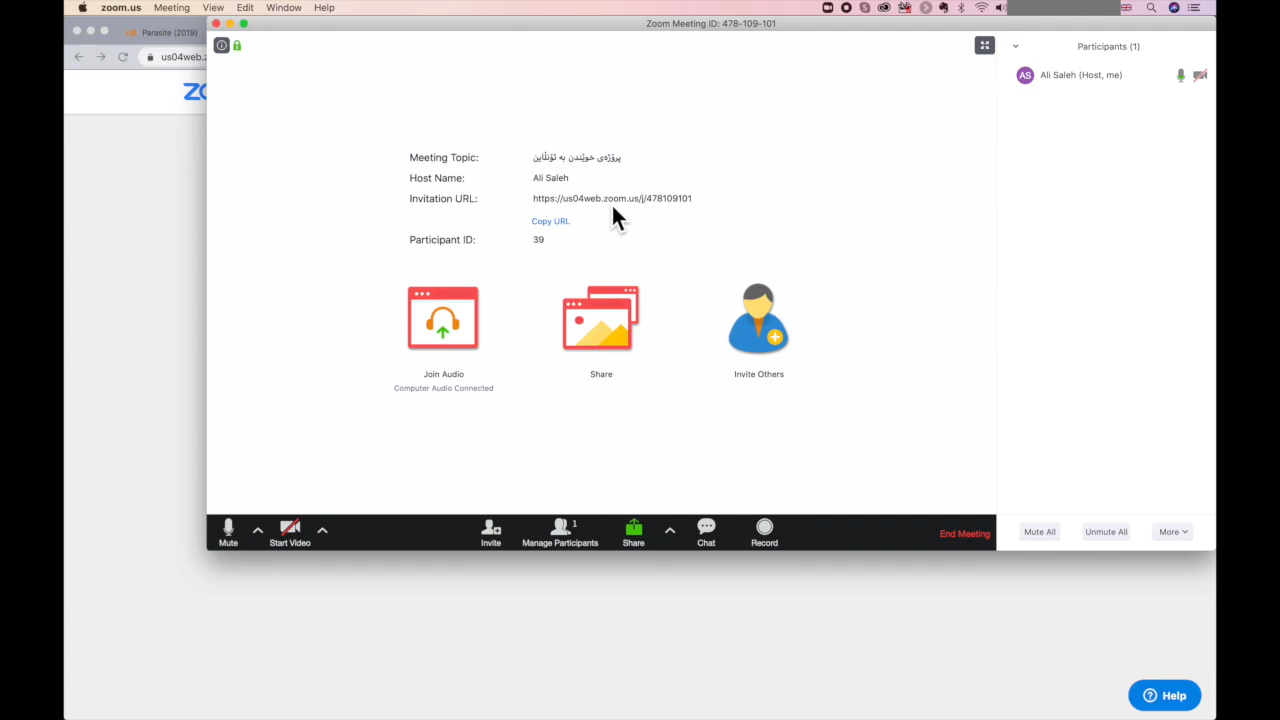 zoom.us Meeting View Edit Window Help
Zoom Meeting ID: 478-109-101
Parasite (2019)
us04web.z
ZO
Participants (1)
AS Ali Saleh (Host, me)
Meeting Topic: پرۆژەی خوێندن بە ئۆنڵاین
Host Name: Ali Saleh
Invitation URL: https://us04web.zoom.us/j/478109101
Copy URL
Participant ID: 39
Join Audio
Computer Audio Connected
Share
Invite Others
Mute
Start Video
Invite
1
Manage Participants
Share
Chat
Record
End Meeting
Mute All
Unmute All
More
Help